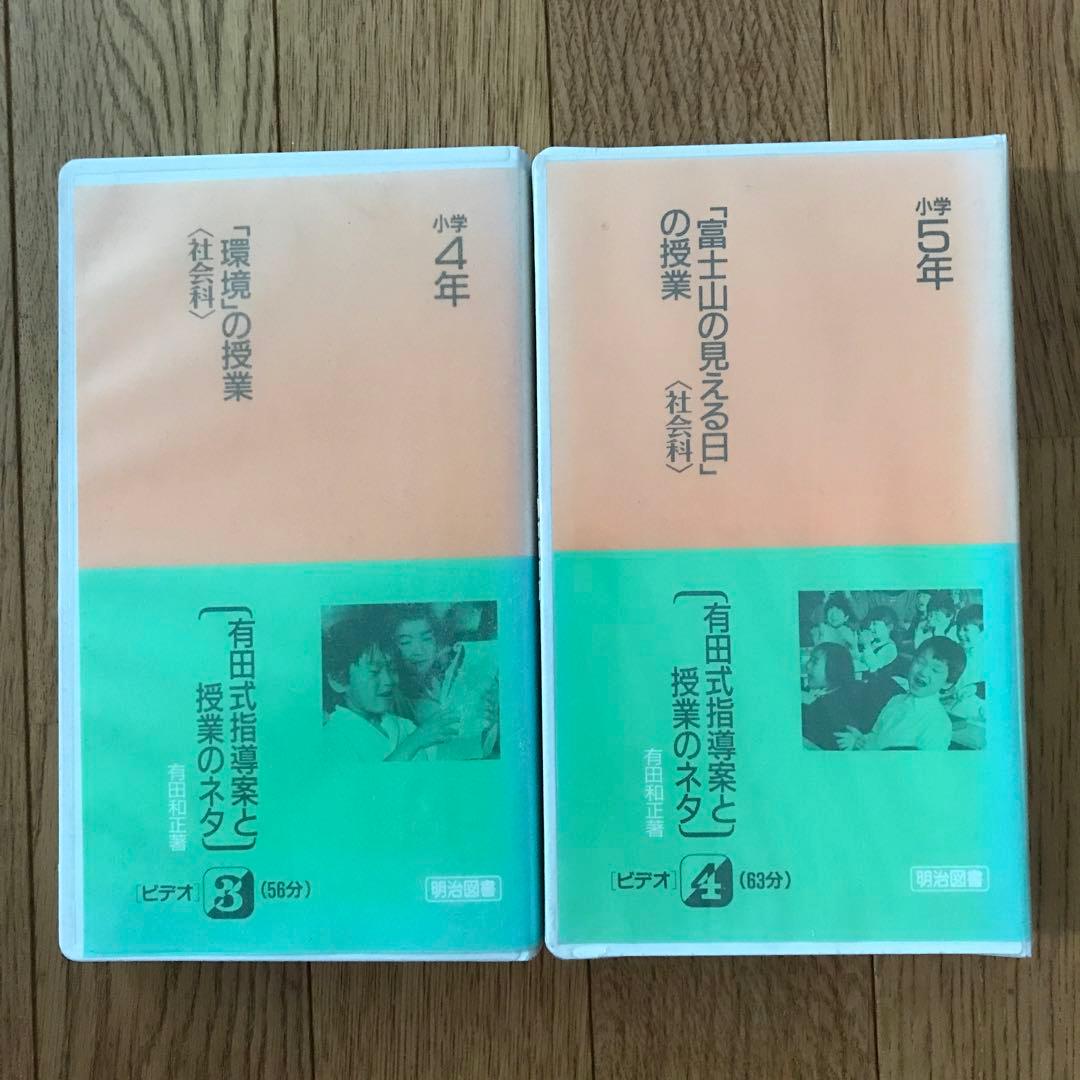 小学
4年
「環境」の授業
〈社会科〉
［有田式指導案と
授業のネタ］
有田和正著
［ビデオ］3（56分）
明治図書
小学
5年
「富士山の見える日」
の授業
〈社会科〉
［有田式指導案と
授業のネタ］
有田和正著
［ビデオ］4（63分）
明治図書